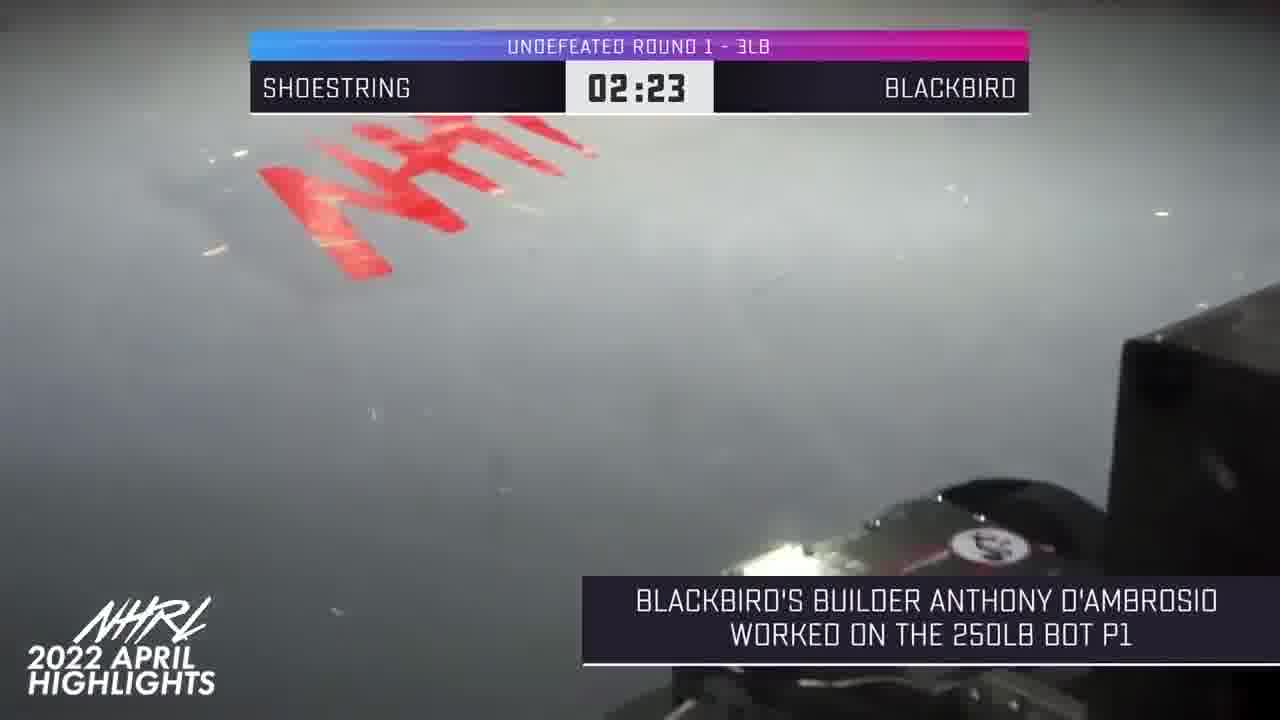 UNDEFEATED ROUND 1 - 3LB
SHOESTRING 02:23 BLACKBIRD
NHRL
BLACKBIRD'S BUILDER ANTHONY D'AMBROSIO
WORKED ON THE 250LB BOT P1
NHRL
2022 APRIL
HIGHLIGHTS